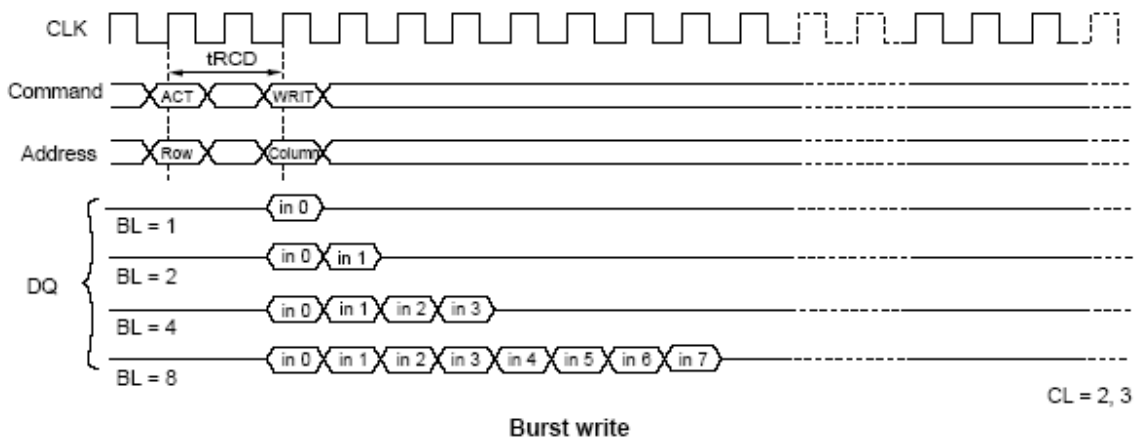 CLK
tRCD
Command ACT WRIT
Address Row Column
in 0
BL = 1
in 0 in 1
BL = 2
DQ
in 0 in 1 in 2 in 3
BL = 4
in 0 in 1 in 2 in 3 in 4 in 5 in 6 in 7
BL = 8
CL = 2, 3
Burst write